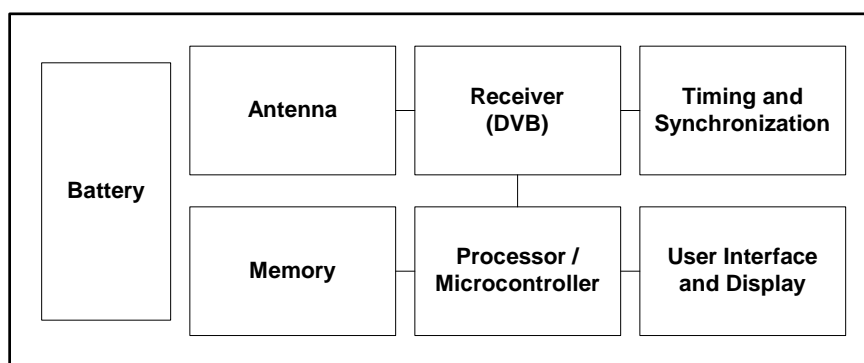 Battery
Antenna
Receiver
(DVB)
Timing and
Synchronization
Memory
Processor /
Microcontroller
User Interface
and Display